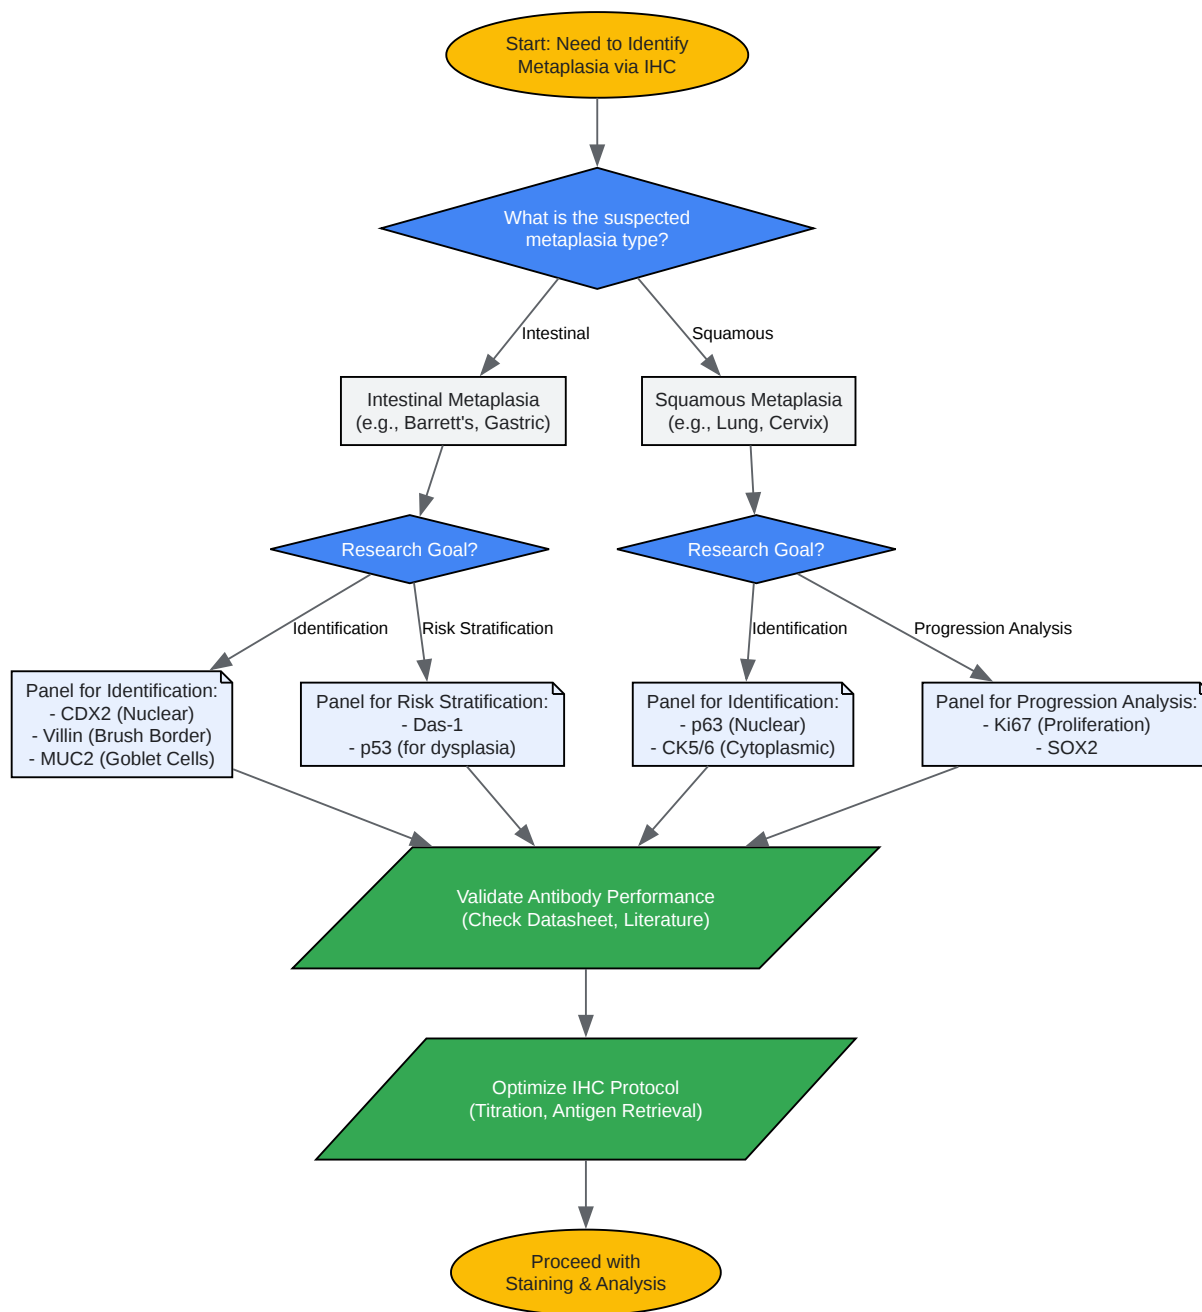 Start: Need to Identify
Metaplasia via IHC
What is the suspected
metaplasia type?
Intestinal
Squamous
Intestinal Metaplasia
(e.g., Barrett's, Gastric)
Squamous Metaplasia
(e.g., Lung, Cervix)
Research Goal?
Research Goal?
Identification
Risk Stratification
Identification
Progression Analysis
Panel for Identification:
- CDX2 (Nuclear)
- Villin (Brush Border)
- MUC2 (Goblet Cells)
Panel for Risk Stratification:
- Das-1
- p53 (for dysplasia)
Panel for Identification:
- p63 (Nuclear)
- CK5/6 (Cytoplasmic)
Panel for Progression Analysis:
- Ki67 (Proliferation)
- SOX2
Validate Antibody Performance
(Check Datasheet, Literature)
Optimize IHC Protocol
(Titration, Antigen Retrieval)
Proceed with
Staining & Analysis